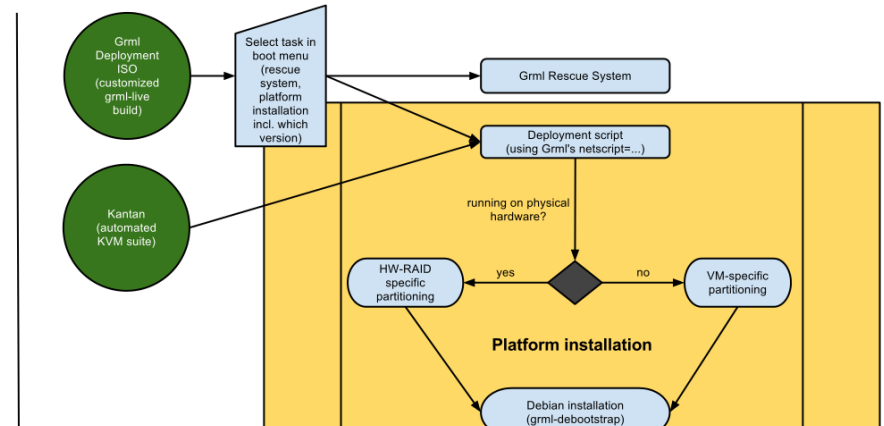 Grml
Deployment
ISO
(customized
grml-live
build)
Select task in
boot menu
(rescue
system,
platform
installation
incl. which
version)
Grml Rescue System
Deployment script
(using Grml's netscript=...)
Kantan
(automated
KVM suite)
running on physical
hardware?
HW-RAID
specific
partitioning
yes
no
VM-specific
partitioning
Platform installation
Debian installation
(grml-debootstrap)